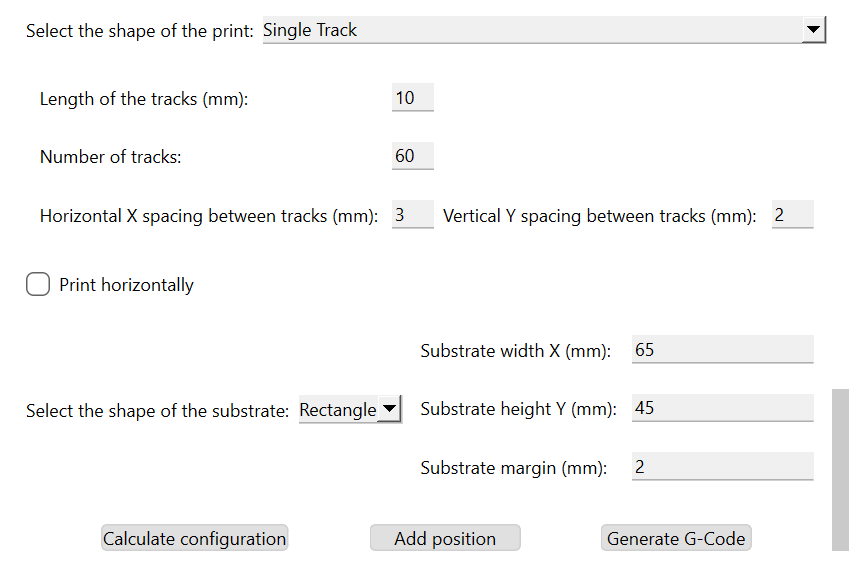 Select the shape of the print: Single Track
Length of the tracks (mm): 10
Number of tracks: 60
Horizontal X spacing between tracks (mm): 3 Vertical Y spacing between tracks (mm): 2
Print horizontally
Substrate width X (mm): 65
Select the shape of the substrate: Rectangle Substrate height Y (mm): 45
Substrate margin (mm): 2
Calculate configuration Add position Generate G-Code